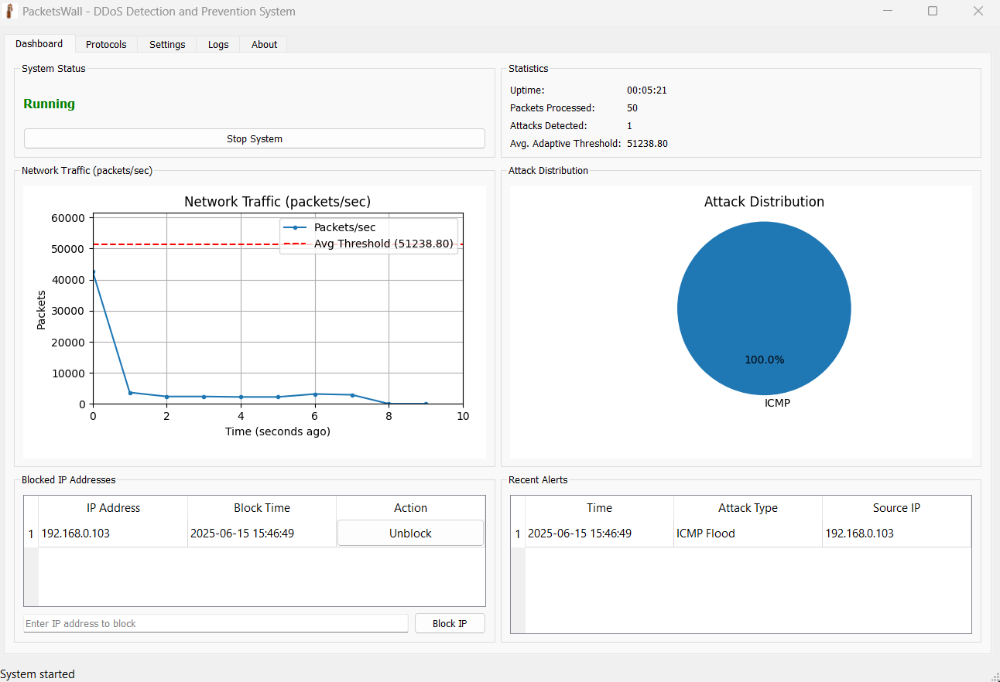 PacketsWall - DDoS Detection and Prevention System
Dashboard Protocols Settings Logs About
System Status
Running
Stop System
Statistics
Uptime: 00:05:21
Packets Processed: 50
Attacks Detected: 1
Avg. Adaptive Threshold: 51238.80
Network Traffic (packets/sec)
Network Traffic (packets/sec)
Packets/sec
Avg Threshold (51238.80)
60000
50000
40000
30000
20000
10000
0
Packets
0 2 4 6 8 10
Time (seconds ago)
Attack Distribution
Attack Distribution
100.0%
ICMP
Blocked IP Addresses
IP Address Block Time Action
1 192.168.0.103 2025-06-15 15:46:49 Unblock
Enter IP address to block Block IP
Recent Alerts
Time Attack Type Source IP
1 2025-06-15 15:46:49 ICMP Flood 192.168.0.103
System started